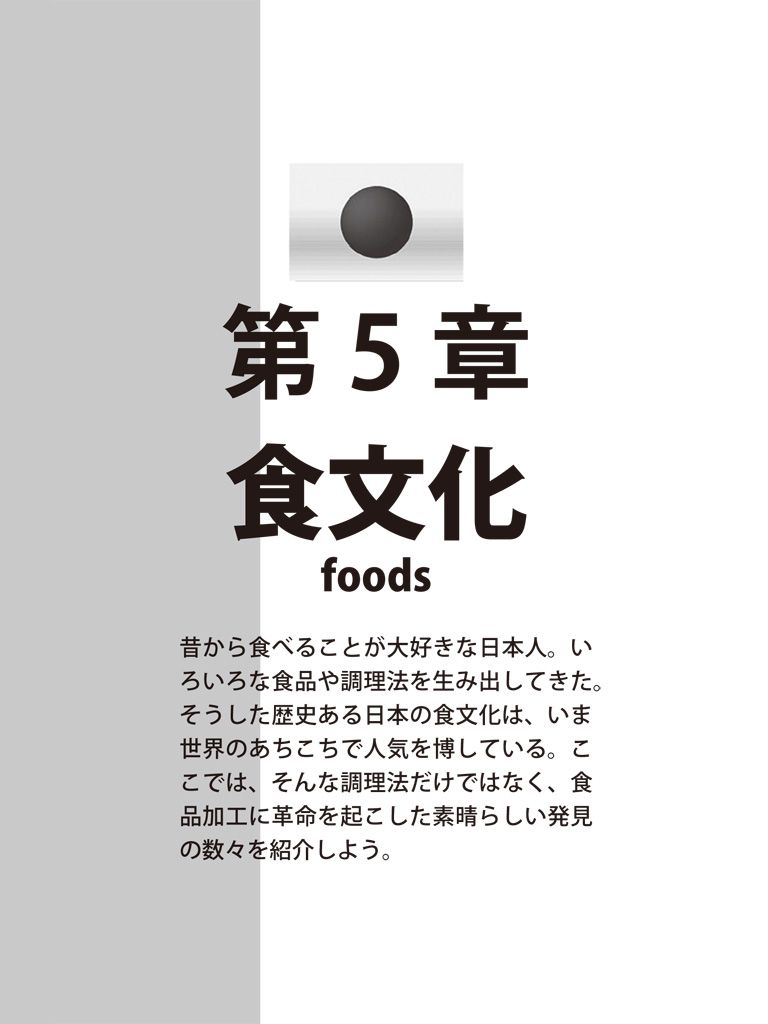 第5章
食文化
foods
昔から食べることが大好きな日本人。い
ろいろな食品や調理法を生み出してきた。
そうした歴史ある日本の食文化は、いま
世界のあちこちで人気を博している。こ
こでは、そんな調理法だけではなく、食
品加工に革命を起こした素晴らしい発見
の数々を紹介しよう。